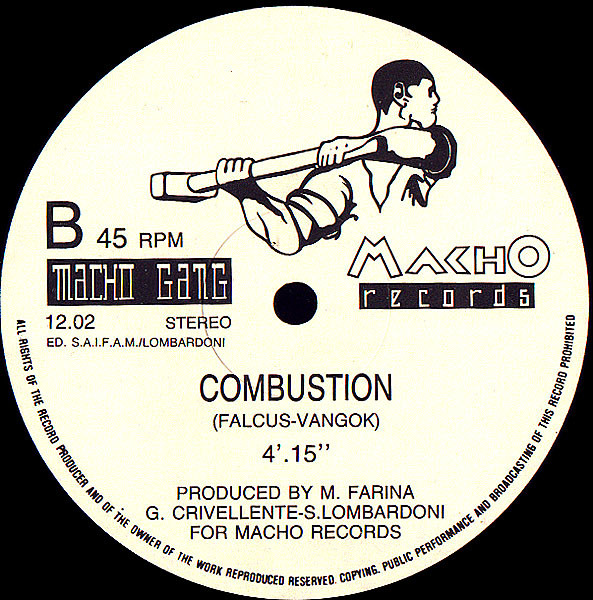 B 45 RPM
MACHO GANG
MACHO
records
12.02 STEREO
ED. S.A.I.F.A.M./LOMBARDONI
COMBUSTION
(FALCUS-VANGOK)
4'.15''
PRODUCED BY M. FARINA
G. CRIVELLENTE-S.LOMBARDONI
FOR MACHO RECORDS
ALL RIGHTS OF THE RECORD PRODUCER AND OF THE OWNER OF THE WORK REPRODUCED RESERVED. COPYING, PUBLIC PERFORMANCE AND BROADCASTING OF THIS RECORD PROHIBITED